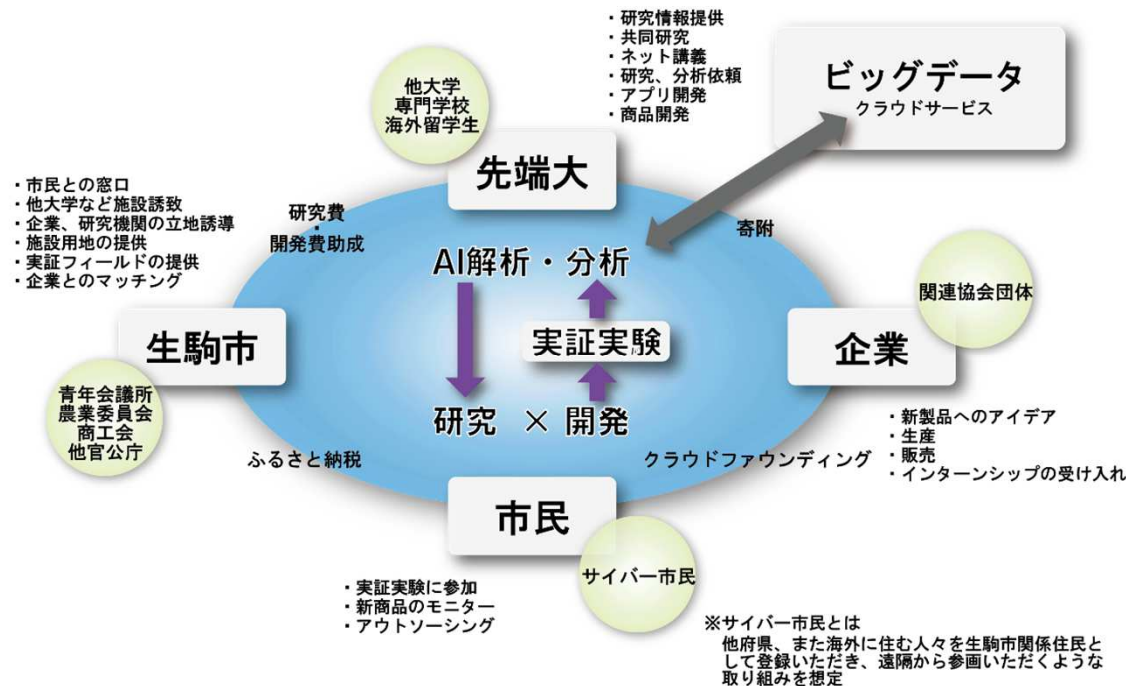 ・研究情報提供
・共同研究
・ネット講義
・研究、分析依頼
・アプリ開発
・商品開発
ビッグデータ
クラウドサービス
他大学
専門学校
海外留学生
先端大
・市民との窓口
・他大学など施設誘致
・企業、研究機関の立地誘導
・施設用地の提供
・実証フィールドの提供
・企業とのマッチング
研究費
・
開発費助成
寄附
AI解析・分析
関連協会団体
生駒市
実証実験
企業
青年会議所
農業委員会
商工会
他官公庁
研究 × 開発
・新製品へのアイデア
・生産
・販売
・インターンシップの受け入れ
ふるさと納税
クラウドファウンディング
市民
サイバー市民
・実証実験に参加
・新商品のモニター
・アウトソーシング
※サイバー市民とは
他府県、また海外に住む人々を生駒市関係住民と
して登録いただき、遠隔から参画いただくような
取り組みを想定